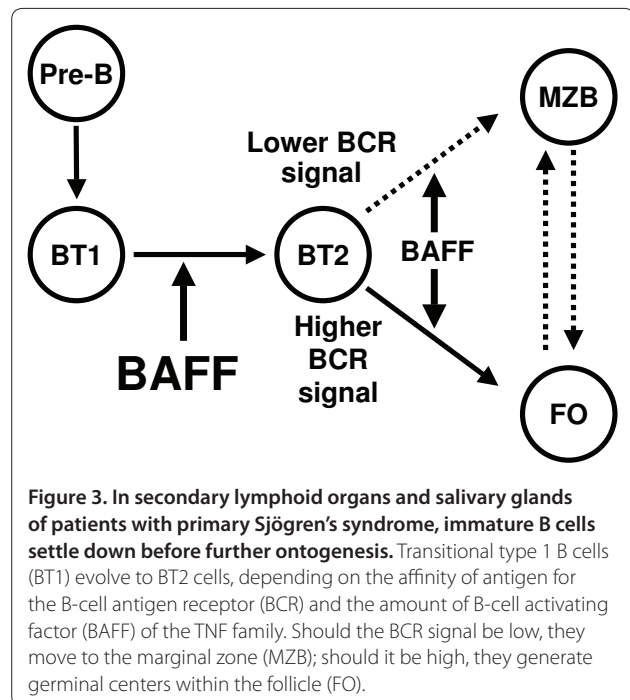 Pre-B
MZB
Lower BCR
signal
BT1
BT2
BAFF
Higher
BCR
signal
BAFF
FO
Figure 3. In secondary lymphoid organs and salivary glands
of patients with primary Sjögren's syndrome, immature B cells
settle down before further ontogenesis. Transitional type 1 B cells
(BT1) evolve to BT2 cells, depending on the affinity of antigen for
the B-cell antigen receptor (BCR) and the amount of B-cell activating
factor (BAFF) of the TNF family. Should the BCR signal be low, they
move to the marginal zone (MZB); should it be high, they generate
germinal centers within the follicle (FO).